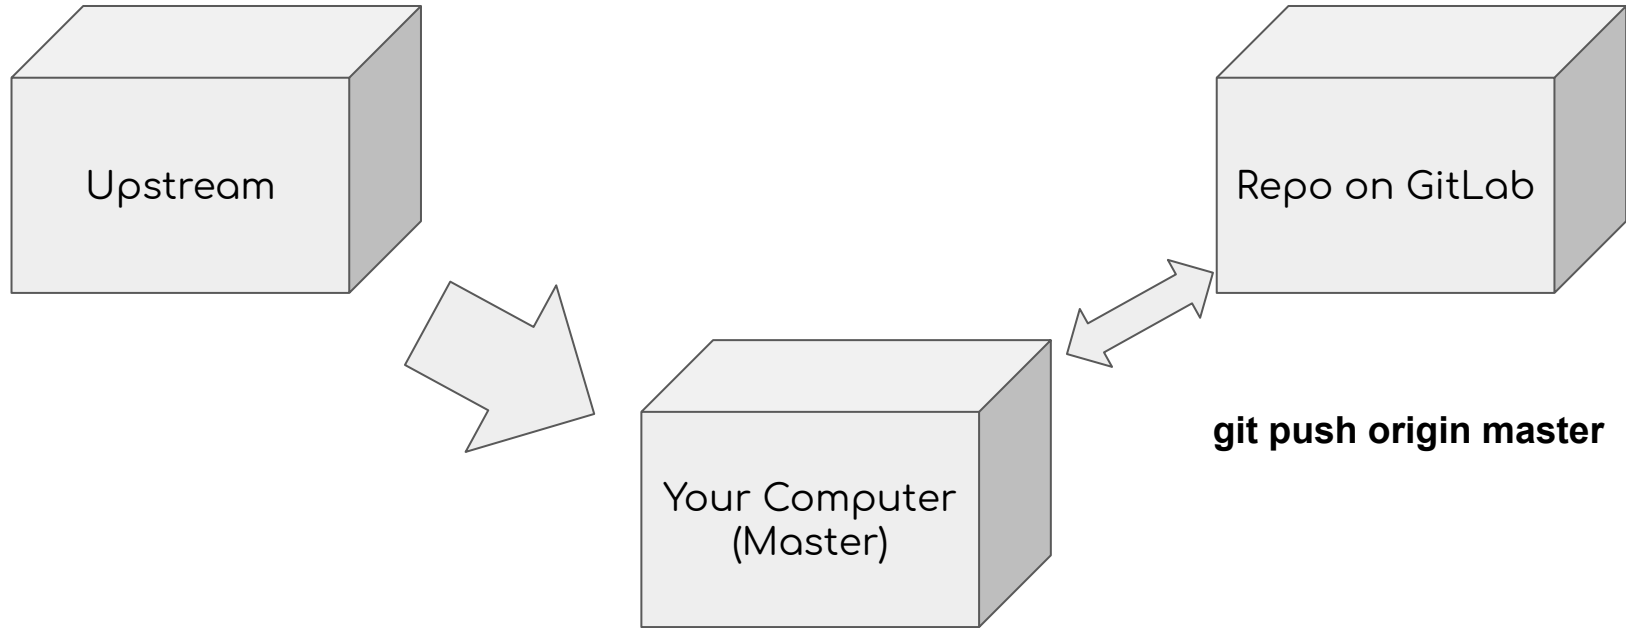 Upstream
Repo on GitLab
git push origin master
Your Computer
(Master)